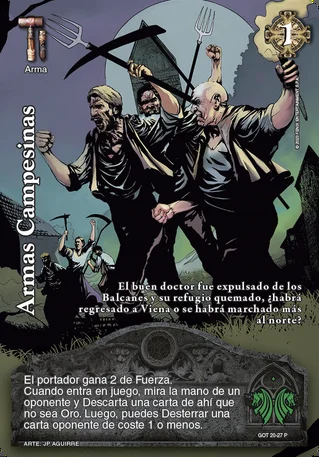 1
Arma
Armas Campesinas
El buen doctor fue expulsado de los
Balcanes y su refugio quemado, ¿habrá
regresado a Viena o se habrá marchado más
al norte?
El portador gana 2 de Fuerza.
Cuando entra en juego, mira la mano de un
oponente y Descarta una carta de ahí que
no sea Oro. Luego, puedes Desterrar una
carta oponente de coste 1 o menos.
GOT 20-27 P
ARTE: JP AGUIRRE